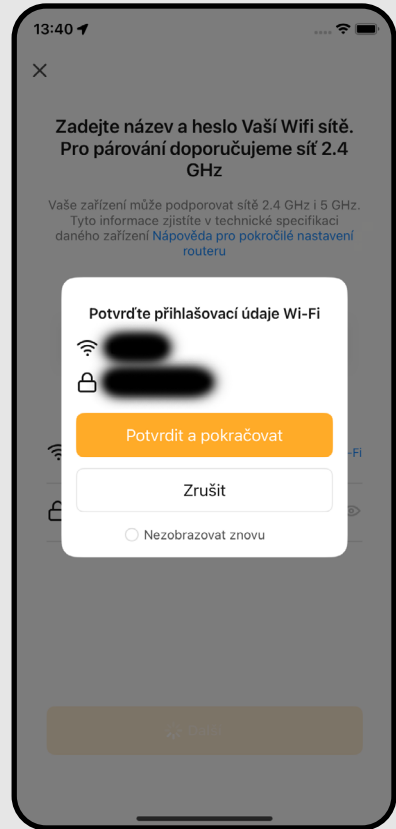 13:40
Zadejte název a heslo Vaší Wifi sítě.
Pro párování doporučujeme síť 2.4
GHz
Vaše zařízení může podporovat sítě 2.4 GHz i 5 GHz.
Tyto informace zjistíte v technické specifikaci
daného zařízení Nápověda pro pokročilé nastavení
routeru
Potvrďte přihlašovací údaje Wi-Fi
Potvrdit a pokračovat
-Fi
Zrušit
Nezobrazovat znovu